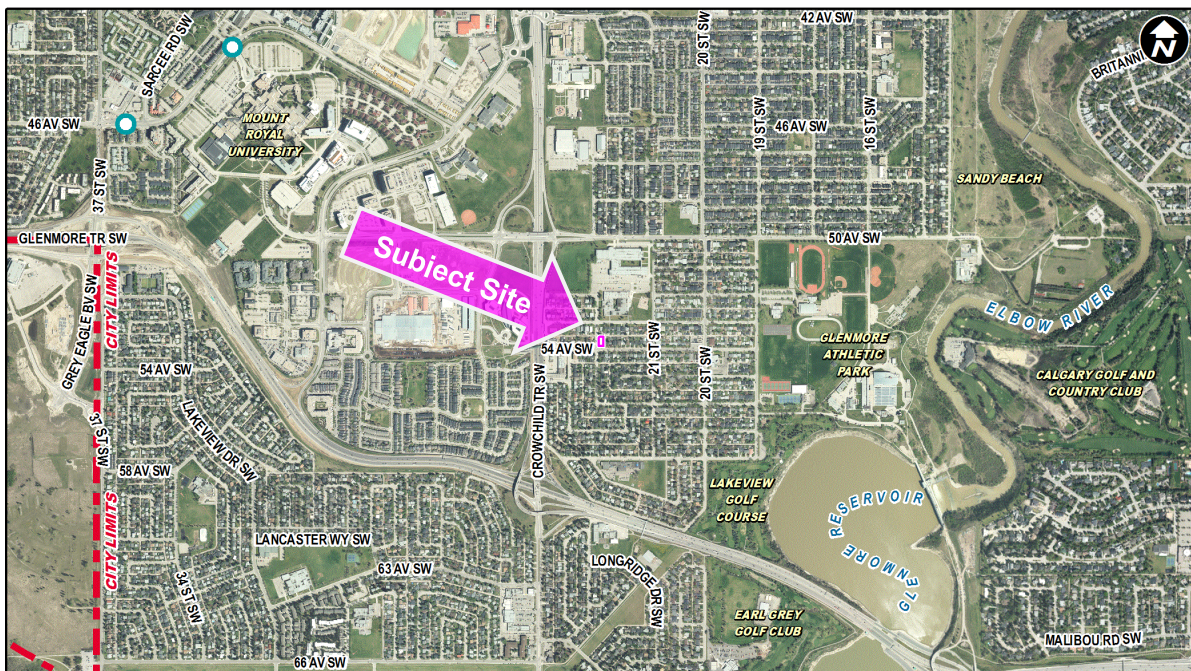 42 AV SW
20 ST SW
SARCEE RD SW
N
BRITANNI
46 AV SW
MOUNT
ROYAL
UNIVERSITY
19 ST SW
46 AV SW
16 ST SW
37 ST SW
SANDY BEACH
GLENMORE TR SW
50 AV SW
Subject Site
CITY LIMITS
GREY EAGLE BV SW
ELBOW RIVER
54 AV SW
21 ST SW
20 ST SW
GLENMORE
ATHLETIC
PARK
CALGARY GOLF AND
COUNTRY CLUB
54 AV SW
CROWCHILD TR SW
LAKEVIEW DR SW
37 ST SW
58 AV SW
LAKEVIEW
GOLF
COURSE
GLENMORE RESERVOIR
CITY LIMITS
LANCASTER WY SW
63 AV SW
LONGRIDGE DR SW
34 ST SW
EARL GREY
GOLF CLUB
MALIBOU RD SW
66 AV SW